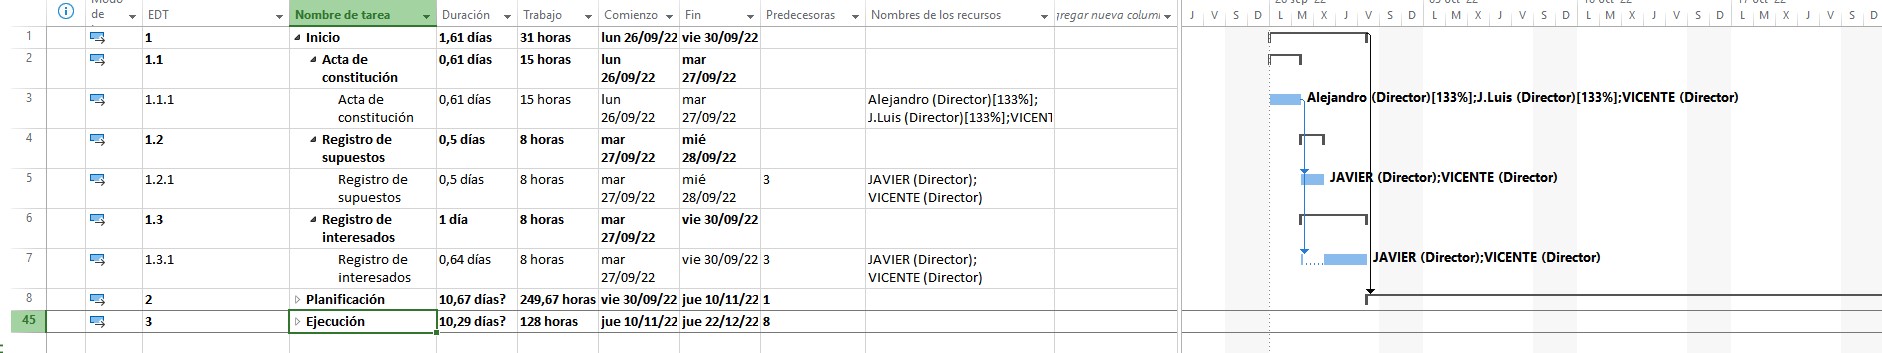 Modo de
EDT
Nombre de tarea
Duración
Trabajo
Comienzo
Fin
Predecesoras
Nombres de los recursos
gregar nueva colum
J V S D L M X J V S D L M X J V S D L M X J V S D L M X J V S D
1 1 Inicio 1,61 días 31 horas lun 26/09/22 vie 30/09/22
2 1.1 Acta de constitución 0,61 días 15 horas lun 26/09/22 mar 27/09/22
3 1.1.1 Acta de constitución 0,61 días 15 horas lun 26/09/22 mar 27/09/22 Alejandro (Director)[133%]; J.Luis (Director)[133%];VICENT
Alejandro (Director)[133%];J.Luis (Director)[133%];VICENTE (Director)
4 1.2 Registro de supuestos 0,5 días 8 horas mar 27/09/22 mié 28/09/22
5 1.2.1 Registro de supuestos 0,5 días 8 horas mar 27/09/22 mié 28/09/22 3 JAVIER (Director); VICENTE (Director)
JAVIER (Director);VICENTE (Director)
6 1.3 Registro de interesados 1 día 8 horas mar 27/09/22 vie 30/09/22
7 1.3.1 Registro de interesados 0,64 días 8 horas mar 27/09/22 vie 30/09/22 3 JAVIER (Director); VICENTE (Director)
JAVIER (Director);VICENTE (Director)
8 2 Planificación 10,67 días? 249,67 horas vie 30/09/22 jue 10/11/22 1
45 3 Ejecución 10,29 días? 128 horas jue 10/11/22 jue 22/12/22 8